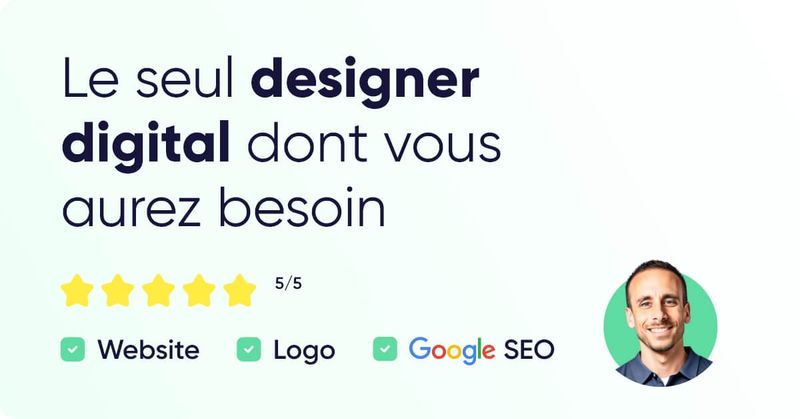 Le seul designer
digital dont vous
aurez besoin
5/5
Website
Logo
Google SEO